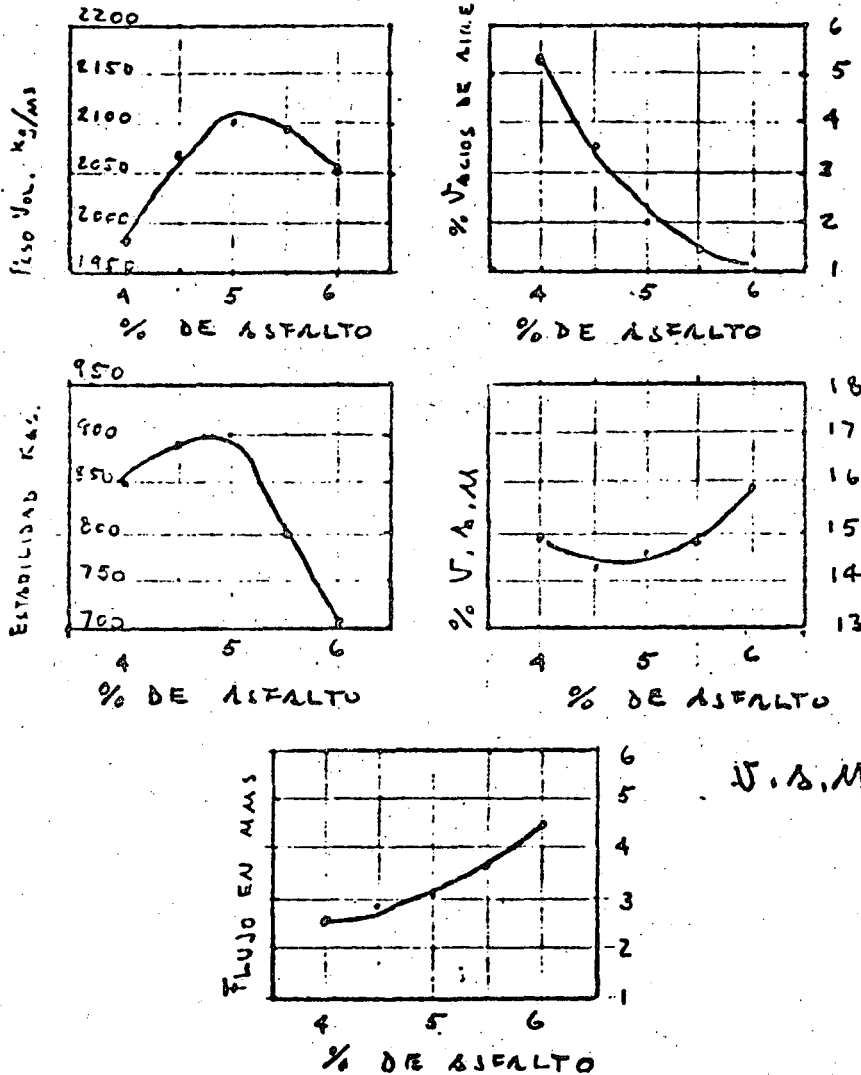 2200
2150
2100
2050
2000
1950
PESO VOL. Kg/M3
4 5 6
% DE ASFALTO
6
5
4
3
2
1
% VACIOS DE AIRE
4 5 6
% DE ASFALTO
950
900
850
800
750
700
ESTABILIDAD KGS.
4 5 6
% DE ASFALTO
18
17
16
15
14
13
% V.A.M
4 5 6
% DE ASFALTO
6
5
4
3
2
1
FLUJO EN MMS
4 5 6
% DE ASFALTO
V.A.M